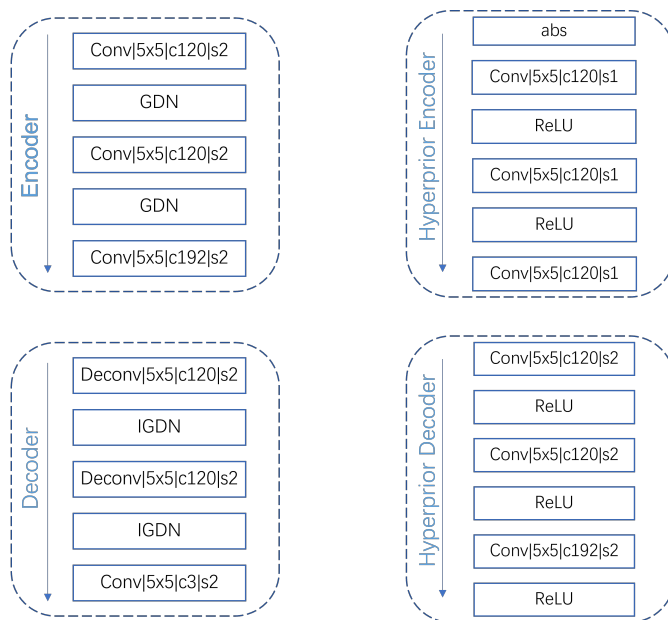 Encoder
Conv|5x5|c120|s2
GDN
Conv|5x5|c120|s2
GDN
Conv|5x5|c192|s2
Hyperprior Encoder
abs
Conv|5x5|c120|s1
ReLU
Conv|5x5|c120|s1
ReLU
Conv|5x5|c120|s1
Decoder
Deconv|5x5|c120|s2
IGDN
Deconv|5x5|c120|s2
IGDN
Conv|5x5|c3|s2
Hyperprior Decoder
Conv|5x5|c120|s2
ReLU
Conv|5x5|c120|s2
ReLU
Conv|5x5|c192|s2
ReLU